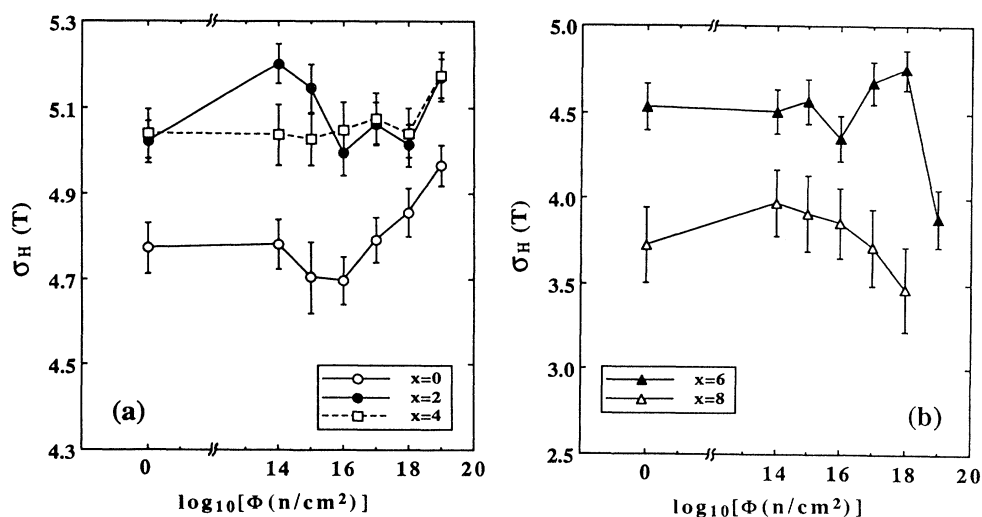 5.3
5.1
4.9
4.7
4.5
4.3
σH (T)
0 14 16 18 20
log10[Φ(n/cm2)]
(a)
x=0
x=2
x=4
5.0
4.5
4.0
3.5
3.0
2.5
σH (T)
0 14 16 18 20
log10[Φ(n/cm2)]
x=6
x=8
(b)